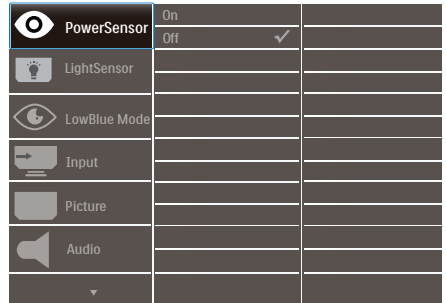 PowerSensor
On
Off
LightSensor
LowBlue Mode
Input
Picture
Audio